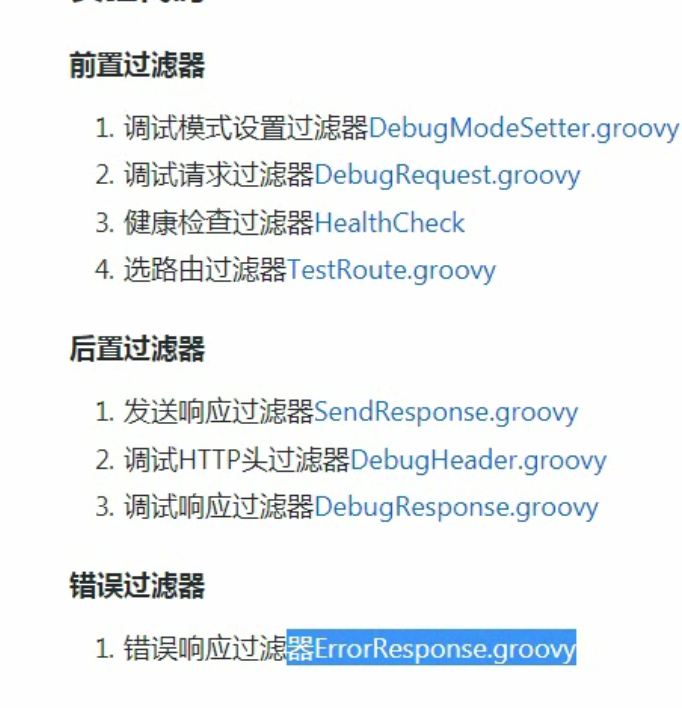 前置过滤器
1. 调试模式设置过滤器DebugModeSetter.groovy
2. 调试请求过滤器DebugRequest.groovy
3. 健康检查过滤器HealthCheck
4. 选路由过滤器TestRoute.groovy
后置过滤器
1. 发送响应过滤器SendResponse.groovy
2. 调试HTTP头过滤器DebugHeader.groovy
3. 调试响应过滤器DebugResponse.groovy
错误过滤器
1. 错误响应过滤器ErrorResponse.groovy